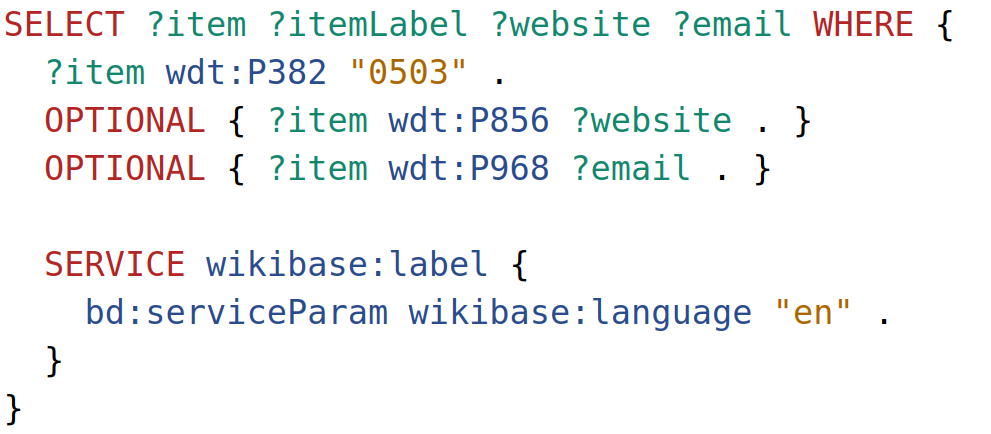 SELECT ?item ?itemLabel ?website ?email WHERE {
  ?item wdt:P382 "0503" .
  OPTIONAL { ?item wdt:P856 ?website . }
  OPTIONAL { ?item wdt:P968 ?email . }

  SERVICE wikibase:label {
    bd:serviceParam wikibase:language "en" .
  }
}